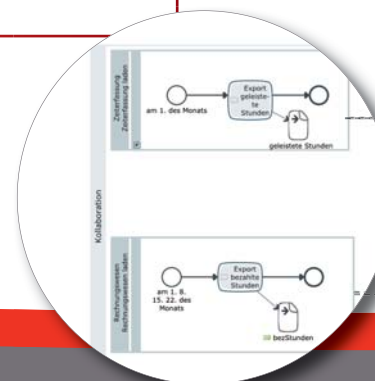 Kollaboration
Zeiterfassung
Zeiterfassung laden
am 1. des Monats
Export
geleiste-
te
Stunden
geleistete Stunden
Rechnungswesen
Rechnungswesen laden
am 1. 8.
15. 22. des
Monats
Export
bezahlte
Stunden
bezStunden